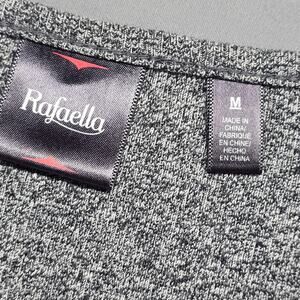 Rafaella
M
MADE IN
CHINA/
FABRIQUÉ
EN CHINE/
HECHO
EN CHINA